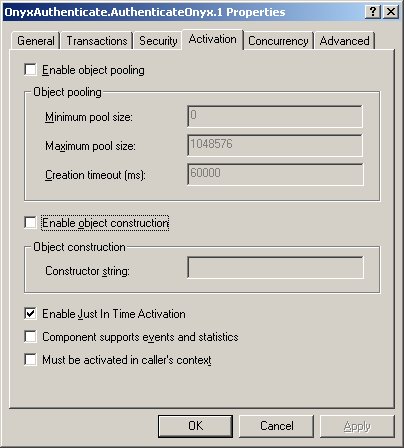 OnyxAuthenticate.AuthenticateOnyx.1 Properties
General Transactions Security Activation Concurrency Advanced
Enable object pooling
Object pooling
Minimum pool size: 0
Maximum pool size: 1048576
Creation timeout (ms): 60000
Enable object construction
Object construction
Constructor string:
Enable Just In Time Activation
Component supports events and statistics
Must be activated in caller's context
OK Cancel Apply